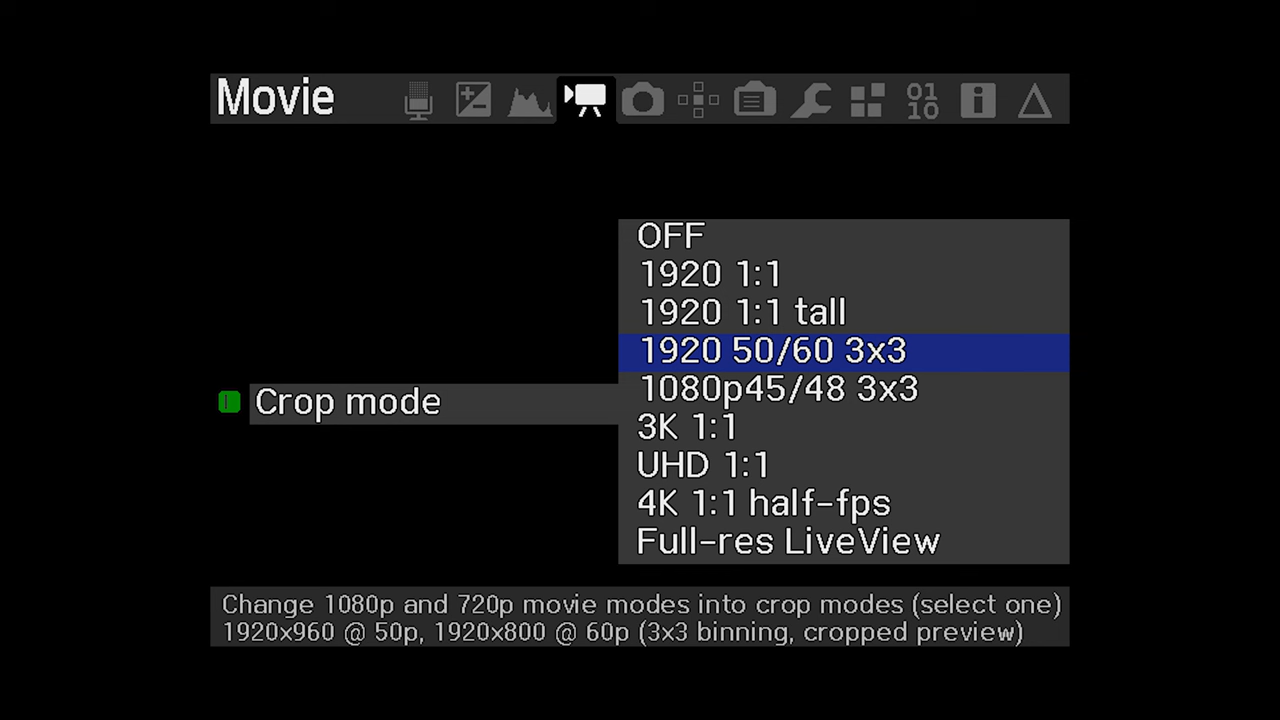 Movie
01
10
OFF
1920 1:1
1920 1:1 tall
1920 50/60 3x3
1080p45/48 3x3
Crop mode
3K 1:1
UHD 1:1
4K 1:1 half-fps
Full-res LiveView
Change 1080p and 720p movie modes into crop modes (select one)
1920x960 @ 50p, 1920x800 @ 60p (3x3 binning, cropped preview)